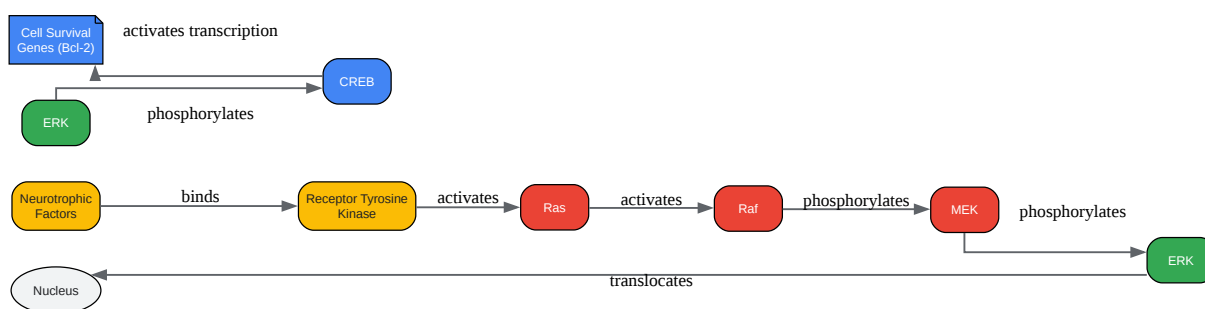 activates transcription
Cell Survival
Genes (Bcl-2)
CREB
phosphorylates
ERK
Neurotrophic
Factors
binds
Receptor Tyrosine
Kinase
activates
Ras
activates
Raf
phosphorylates
MEK
phosphorylates
ERK
translocates
Nucleus